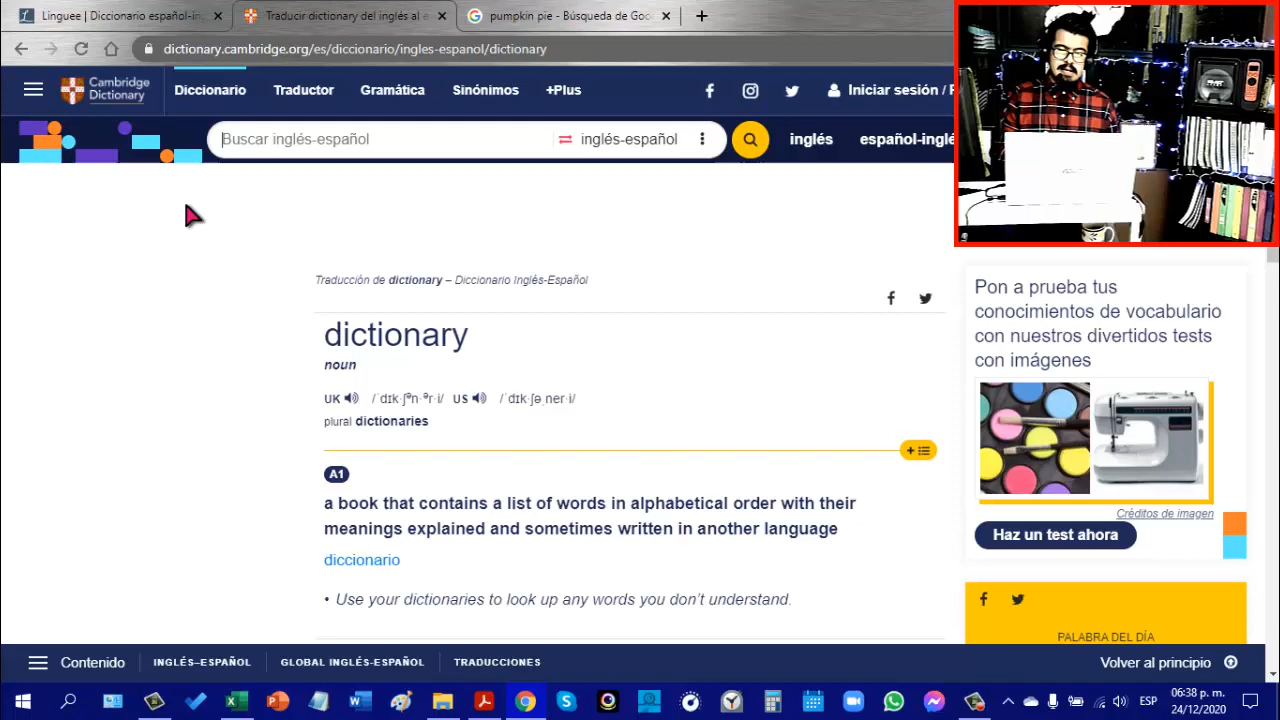 Linguee | Diccionario español-in
Traducir dictionary del inglés al
pumpkin pie - Búsqueda de Goo
dictionary.cambridge.org/es/diccionario/ingles-espanol/dictionary
Cambridge
Dictionary
Diccionario
Traductor
Gramática
Sinónimos
+Plus
Iniciar sesión /
Buscar inglés-español
inglés-español
inglés
español-inglé
Traducción de dictionary – Diccionario Inglés-Español
dictionary
noun
UK /ˈdɪk·ʃᵊn·ᵊr·i/ US /ˈdɪk·ʃəˌner·i/
plural dictionaries
A1
a book that contains a list of words in alphabetical order with their
meanings explained and sometimes written in another language
diccionario
• Use your dictionaries to look up any words you don’t understand.
Pon a prueba tus
conocimientos de vocabulario
con nuestros divertidos tests
con imágenes
Créditos de imagen
Haz un test ahora
PALABRA DEL DÍA
Contenido
INGLÉS–ESPAÑOL
GLOBAL INGLÉS-ESPAÑOL
TRADUCCIONES
Volver al principio
ESP
06:38 p. m.
24/12/2020